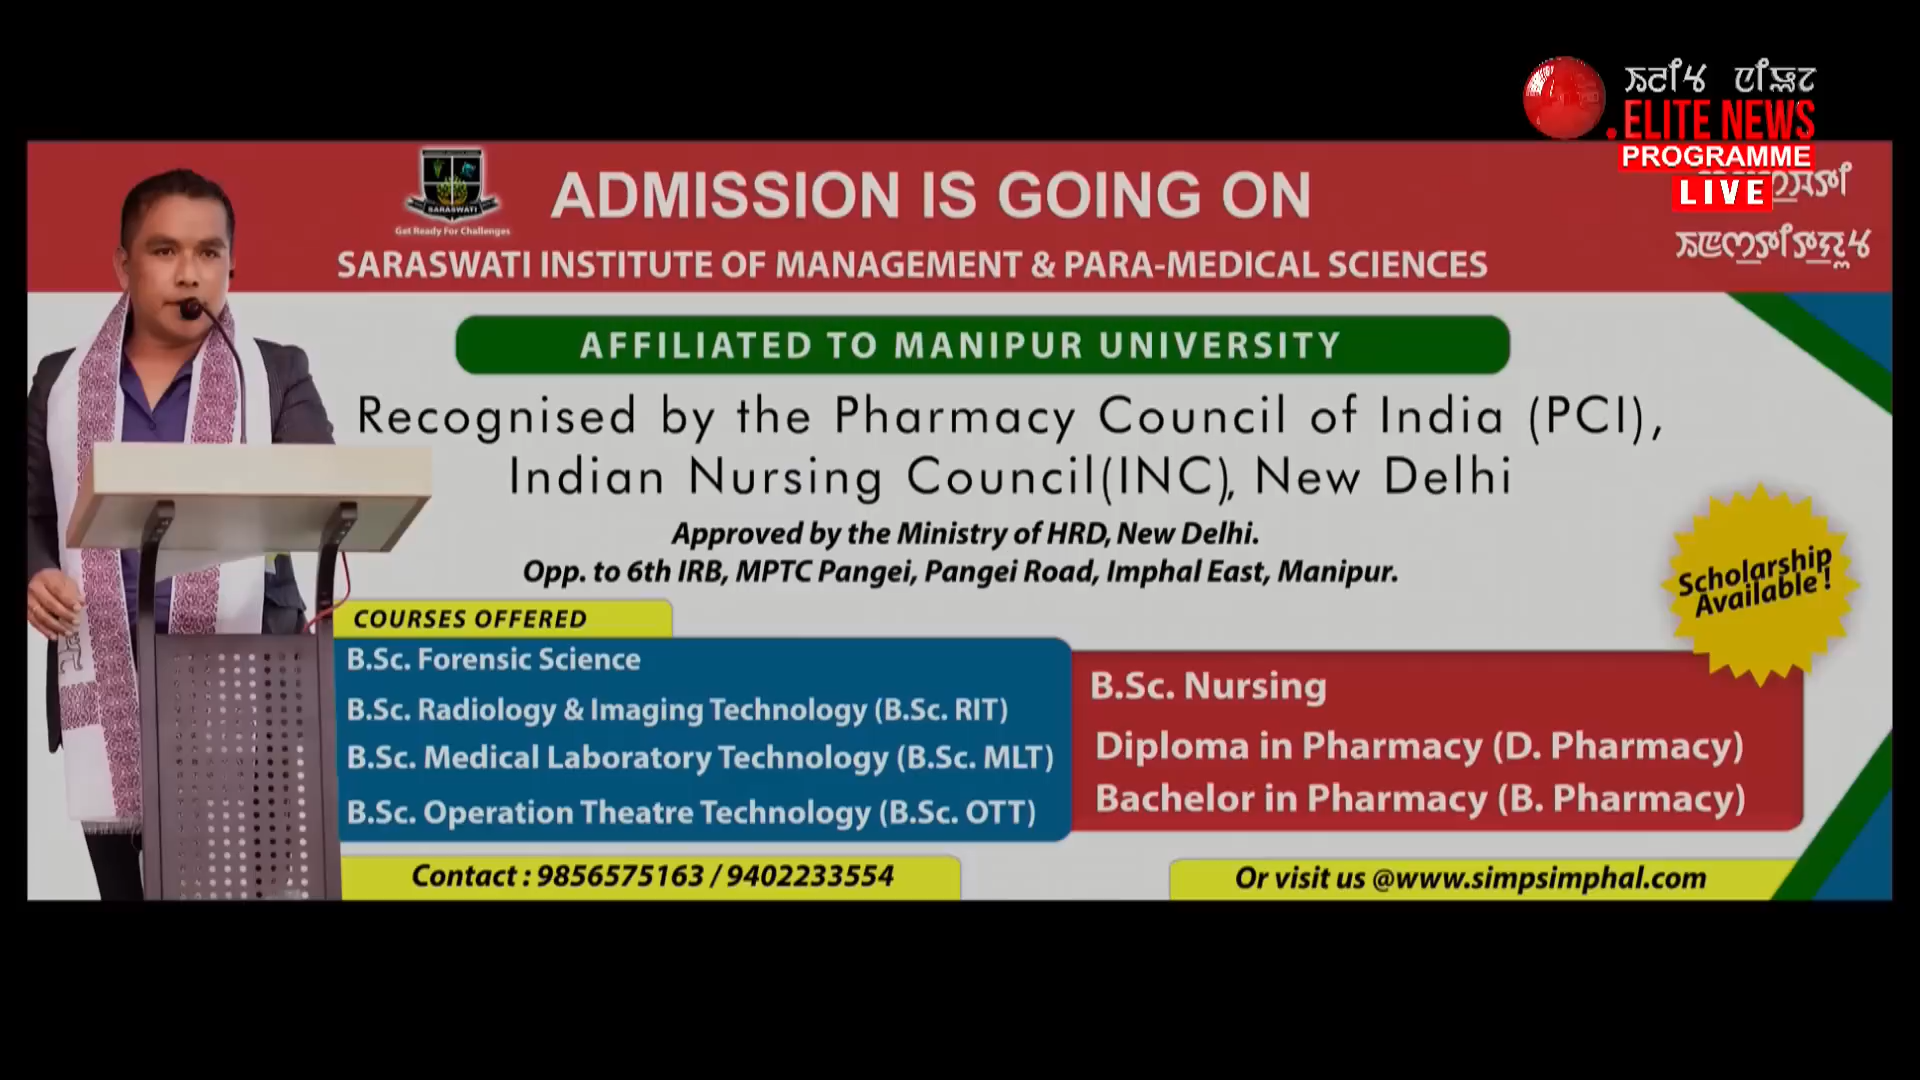 ELITE NEWS
PROGRAMME
LIVE
SARASWATI
Get Ready For Challenges
ADMISSION IS GOING ON
SARASWATI INSTITUTE OF MANAGEMENT & PARA-MEDICAL SCIENCES
AFFILIATED TO MANIPUR UNIVERSITY
Recognised by the Pharmacy Council of India (PCI),
Indian Nursing Council(INC), New Delhi
Approved by the Ministry of HRD, New Delhi.
Opp. to 6th IRB, MPTC Pangei, Pangei Road, Imphal East, Manipur.
Scholarship
Available !
COURSES OFFERED
B.Sc. Forensic Science
B.Sc. Radiology & Imaging Technology (B.Sc. RIT)
B.Sc. Medical Laboratory Technology (B.Sc. MLT)
B.Sc. Operation Theatre Technology (B.Sc. OTT)
B.Sc. Nursing
Diploma in Pharmacy (D. Pharmacy)
Bachelor in Pharmacy (B. Pharmacy)
Contact : 9856575163 / 9402233554
Or visit us @www.simpsimphal.com